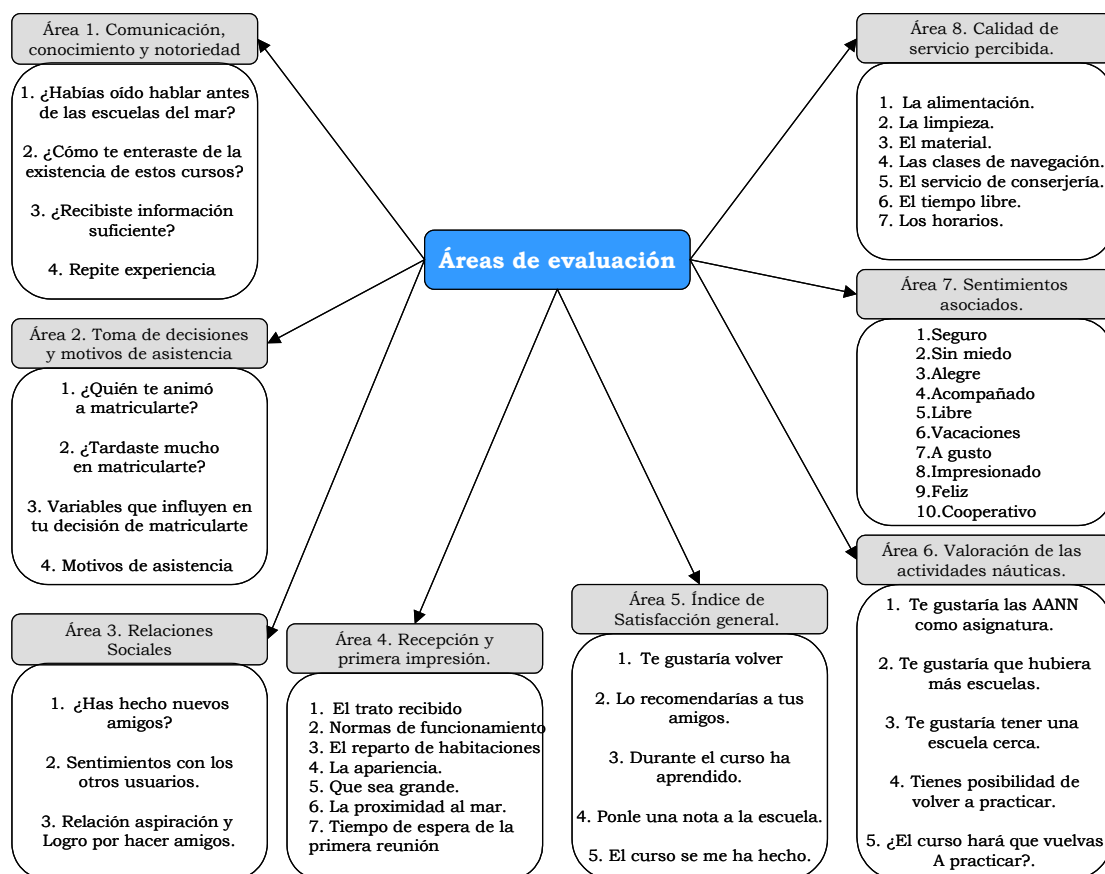 Área 1. Comunicación,
conocimiento y notoriedad
1. ¿Habías oído hablar antes
de las escuelas del mar?
2. ¿Cómo te enteraste de la
existencia de estos cursos?
3. ¿Recibiste información
suficiente?
4. Repite experiencia
Área 2. Toma de decisiones
y motivos de asistencia
1. ¿Quién te animó
a matricularte?
2. ¿Tardaste mucho
en matricularte?
3. Variables que influyen en
tu decisión de matricularte
4. Motivos de asistencia
Área 3. Relaciones
Sociales
1. ¿Has hecho nuevos
amigos?
2. Sentimientos con los
otros usuarios.
3. Relación aspiración y
Logro por hacer amigos.
Áreas de evaluación
Área 4. Recepción y
primera impresión.
1. El trato recibido
2. Normas de funcionamiento
3. El reparto de habitaciones
4. La apariencia.
5. Que sea grande.
6. La proximidad al mar.
7. Tiempo de espera de la
primera reunión
Área 5. Índice de
Satisfacción general.
1. Te gustaría volver
2. Lo recomendarías a tus
amigos.
3. Durante el curso ha
aprendido.
4. Ponle una nota a la escuela.
5. El curso se me ha hecho.
Área 8. Calidad de
servicio percibida.
1. La alimentación.
2. La limpieza.
3. El material.
4. Las clases de navegación.
5. El servicio de conserjería.
6. El tiempo libre.
7. Los horarios.
Área 7. Sentimientos
asociados.
1.Seguro
2.Sin miedo
3.Alegre
4.Acompañado
5.Libre
6.Vacaciones
7.A gusto
8.Impresionado
9.Feliz
10.Cooperativo
Área 6. Valoración de las
actividades náuticas.
1. Te gustaría las AANN
como asignatura.
2. Te gustaría que hubiera
más escuelas.
3. Te gustaría tener una
escuela cerca.
4. Tienes posibilidad de
volver a practicar.
5. ¿El curso hará que vuelvas
A practicar?.